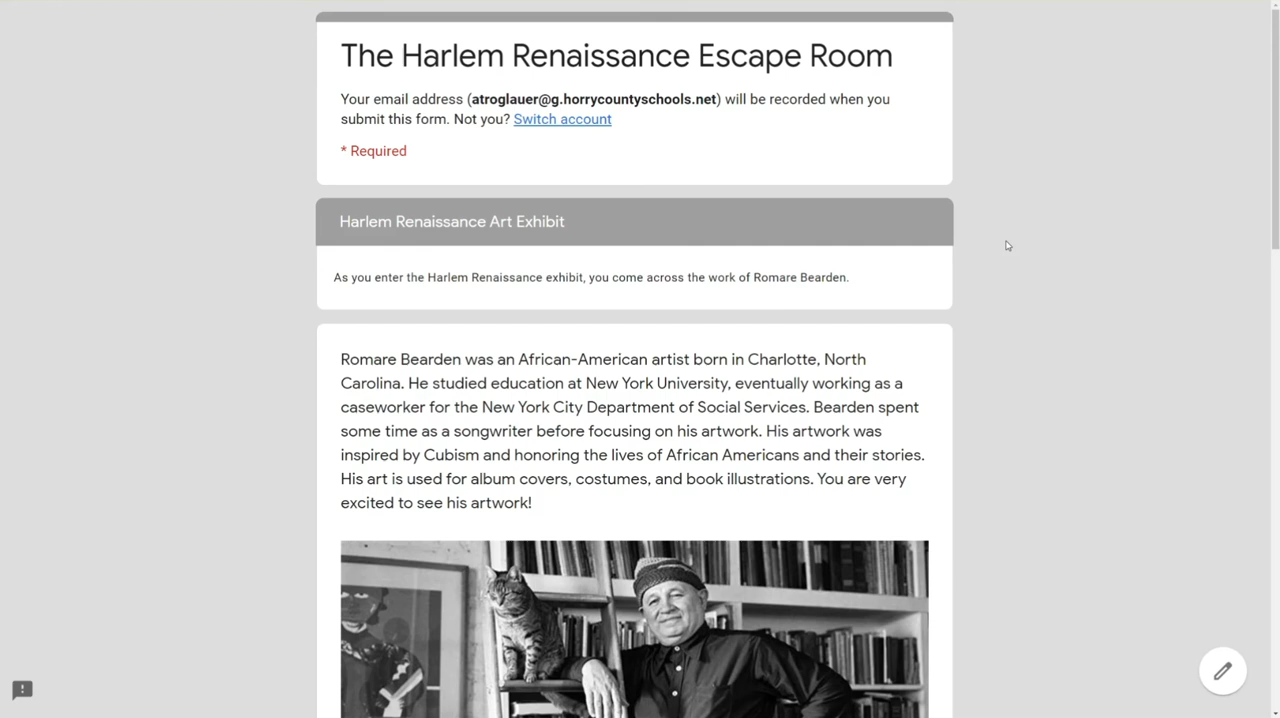 The Harlem Renaissance Escape Room
Your email address (atroglauer@g.horrycountyschools.net) will be recorded when you
submit this form. Not you? Switch account
* Required
Harlem Renaissance Art Exhibit
As you enter the Harlem Renaissance exhibit, you come across the work of Romare Bearden.
Romare Bearden was an African-American artist born in Charlotte, North
Carolina. He studied education at New York University, eventually working as a
caseworker for the New York City Department of Social Services. Bearden spent
some time as a songwriter before focusing on his artwork. His artwork was
inspired by Cubism and honoring the lives of African Americans and their stories.
His art is used for album covers, costumes, and book illustrations. You are very
excited to see his artwork!